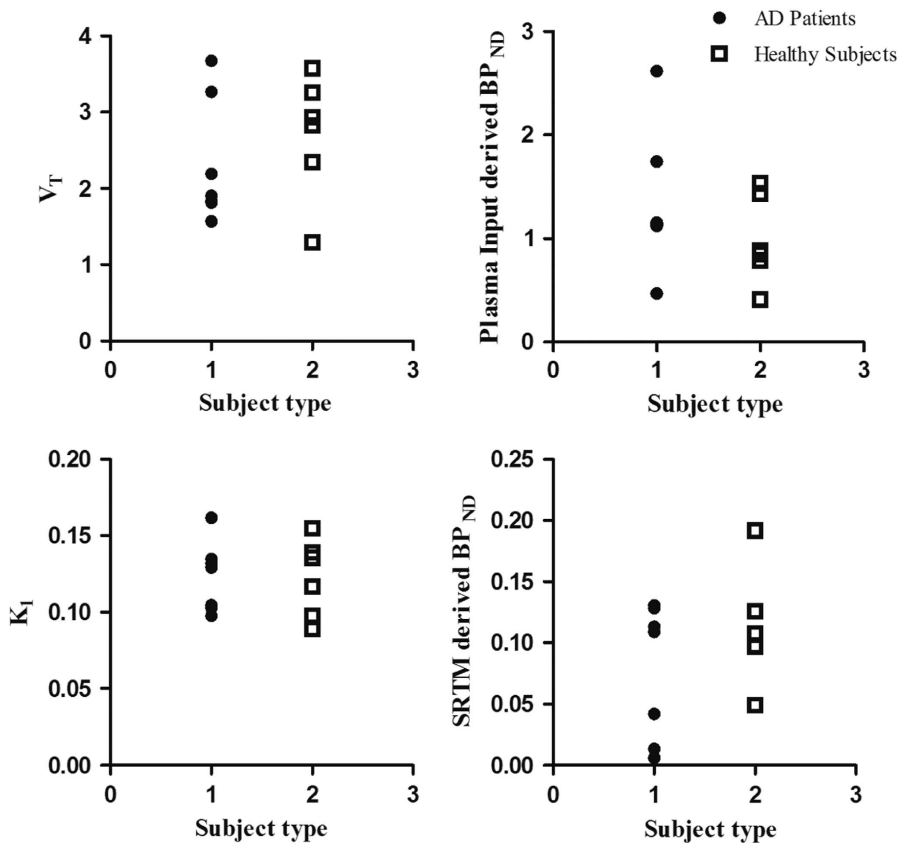 AD Patients
Healthy Subjects
4
3
2
1
0
V_T
0 1 2 3
Subject type
3
2
1
0
Plasma Input derived BP_ND
0 1 2 3
Subject type
0.20
0.15
0.10
0.05
0.00
K_1
0 1 2 3
Subject type
0.25
0.20
0.15
0.10
0.05
0.00
SRTM derived BP_ND
0 1 2 3
Subject type